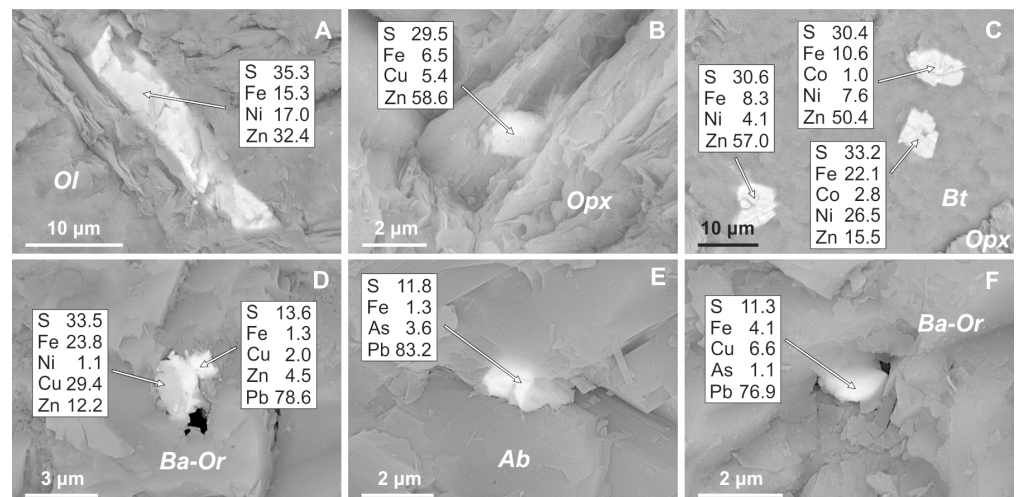 A
S 35.3
Fe 15.3
Ni 17.0
Zn 32.4
Ol
10 µm
B
S 29.5
Fe 6.5
Cu 5.4
Zn 58.6
Opx
2 µm
C
S 30.4
Fe 10.6
Co 1.0
Ni 7.6
Zn 50.4
S 30.6
Fe 8.3
Ni 4.1
Zn 57.0
S 33.2
Fe 22.1
Co 2.8
Ni 26.5
Zn 15.5
Bt
10 µm
Opx
D
S 33.5
Fe 23.8
Ni 1.1
Cu 29.4
Zn 12.2
S 13.6
Fe 1.3
Cu 2.0
Zn 4.5
Pb 78.6
Ba-Or
3 µm
E
S 11.8
Fe 1.3
As 3.6
Pb 83.2
Ab
2 µm
F
S 11.3
Fe 4.1
Cu 6.6
As 1.1
Pb 76.9
Ba-Or
2 µm